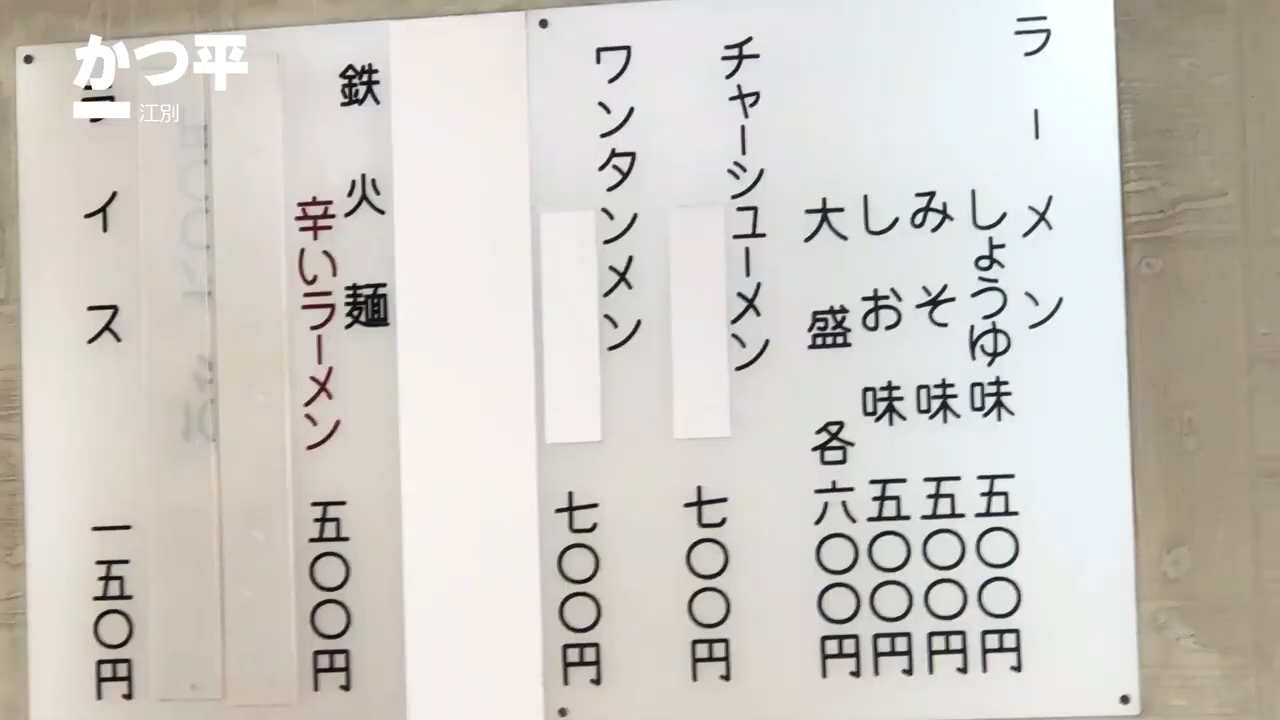 かつ平
江別
ラーメン
しょうゆ味 五〇〇円
みそ味 五〇〇円
しお味 五〇〇円
大盛 各六〇〇円
チャーシューメン 七〇〇円
ワンタンメン 七〇〇円
鉄火麺
辛いラーメン 五〇〇円
ライス 一五〇円